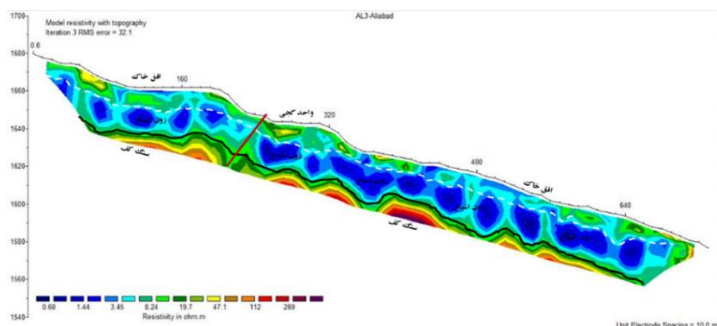 AL3-Aliabad
Model resistivity with topography
Iteration 3 RMS error = 32.1
1700
1680
1660
1640
1620
1600
1580
1560
1540
0.0
160
320
480
640
افق خاک
واحد گچی
افق خاک
سنگ کف
سنگ کف
0.60 1.44 3.45 8.24 19.7 47.1 112 269
Resistivity in ohm.m
Unit Electrode Spacing = 10.0 m